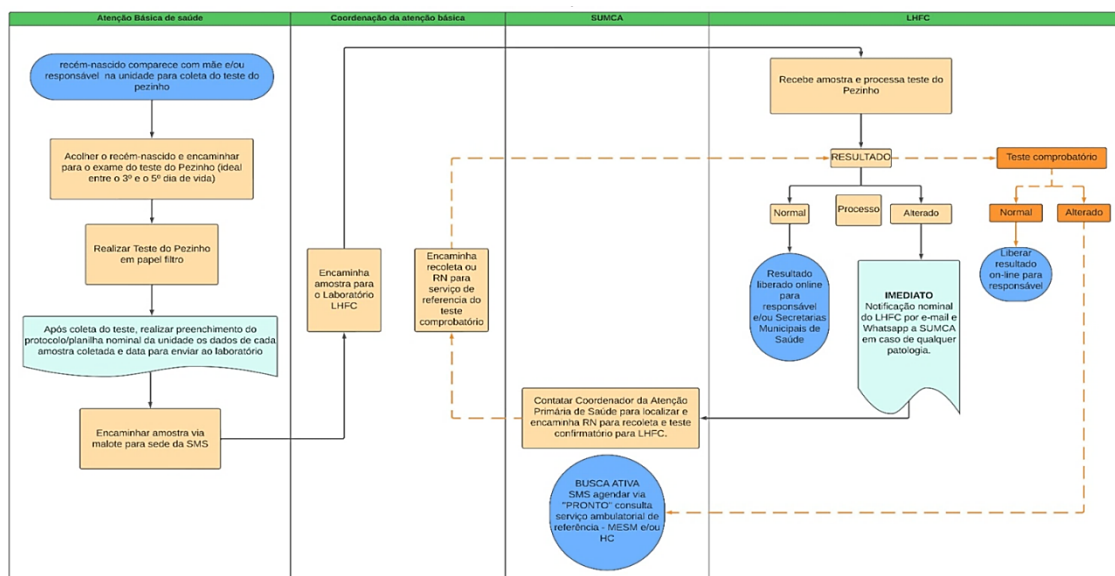 Atenção Básica de saúde
Coordenação da atenção básica
SUMCA
LHFC
recém-nascido comparece com mãe e/ou
responsável na unidade para coleta do teste do
pezinho
Acolher o recém-nascido e encaminhar
para o exame do teste do Pezinho (ideal
entre o 3º e o 5º dia de vida)
Realizar Teste do Pezinho
em papel filtro
Após coleta do teste, realizar preenchimento do
protocolo/planilha nominal da unidade os dados de cada
amostra coletada e data para enviar ao laboratório
Encaminhar amostra via
malote para sede da SMS
Encaminha
amostra para
o Laboratório
LHFC
Encaminha
recoleta ou
RN para
serviço de
referencia do
teste
comprobatório
Contatar Coordenador da Atenção
Primária de Saúde para localizar e
encaminha RN para recoleta e teste
confirmatório para LHFC.
BUSCA ATIVA
SMS agendar via
"PRONTO" consulta
serviço ambulatorial de
referência - MESM e/ou
HC
Recebe amostra e processa teste do
Pezinho
RESULTADO
Teste comprobatório
Normal
Processo
Alterado
Normal
Alterado
Resultado
liberado online
para
responsável
e/ou Secretarias
Municipais de
Saúde
IMEDIATO
Notificação nominal
do LHFC por e-mail e
Whatsapp a SUMCA
em caso de qualquer
patologia.
Liberar
resultado
on-line para
responsável